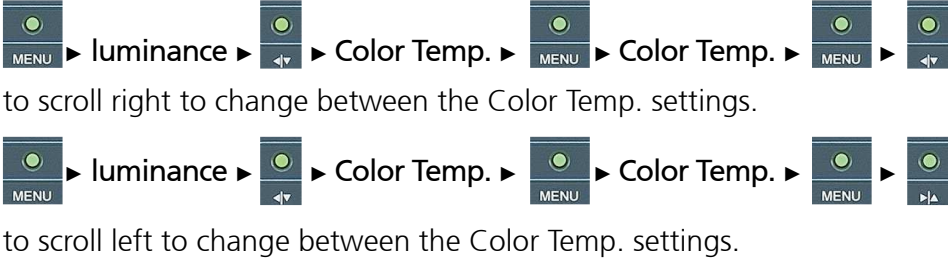 MENU ► luminance ► ◄|▼ ► Color Temp. ► MENU ► Color Temp. ► MENU ► ◄|▼
to scroll right to change between the Color Temp. settings.
MENU ► luminance ► ◄|▼ ► Color Temp. ► MENU ► Color Temp. ► MENU ► ►|▲
to scroll left to change between the Color Temp. settings.